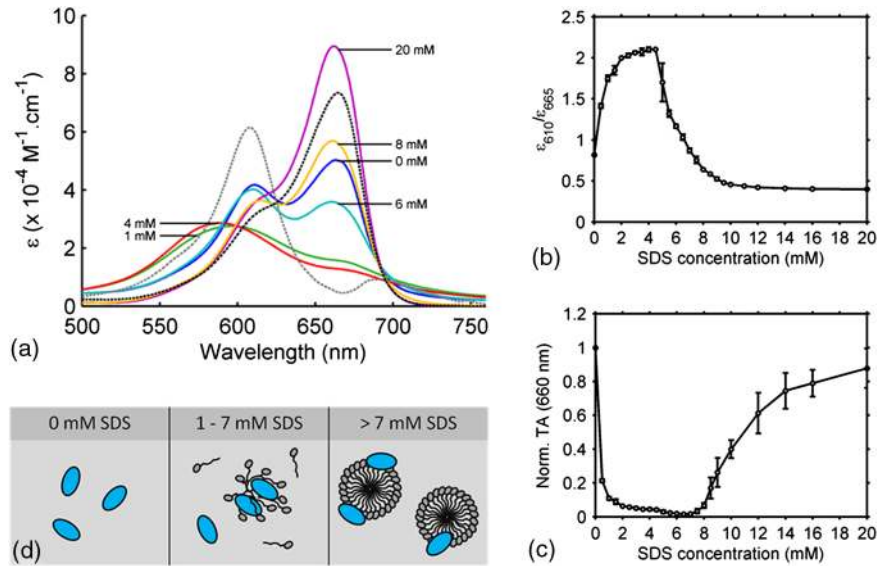 10
8
6
4
2
0
500
550
600
650
700
750
ε (x 10⁻⁴ M⁻¹.cm⁻¹)
Wavelength (nm)
20 mM
8 mM
0 mM
6 mM
4 mM
1 mM
(a)
2.5
2
1.5
1
0.5
0
0 2 4 6 8 10 12 14 16 18 20
ε610/ε665
SDS concentration (mM)
(b)
1.2
1
0.8
0.6
0.4
0.2
0
0 2 4 6 8 10 12 14 16 18 20
Norm. TA (660 nm)
SDS concentration (mM)
(c)
0 mM SDS
1 - 7 mM SDS
> 7 mM SDS
(d)